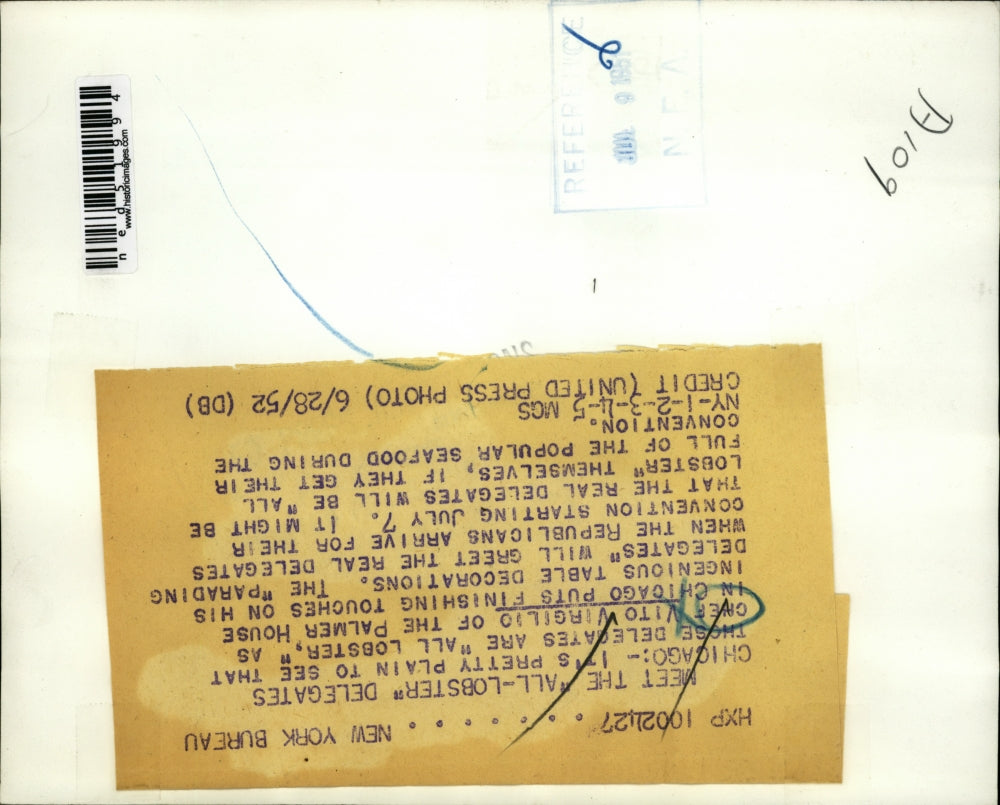 HXP 1002427 . . . . . . . NEW YORK BUREAU
MEET THE "ALL-LOBSTER" DELEGATES
CHICAGO:- IT'S PRETTY PLAIN TO SEE THAT
THOSE DELEGATES ARE "ALL LOBSTER," AS
CHEF VITO VIRGILIO OF THE PALMER HOUSE
IN CHICAGO PUTS FINISHING TOUCHES ON HIS
INGENIOUS TABLE DECORATIONS. THE "PARADING
DELEGATES" WILL GREET THE REAL DELEGATES
WHEN THE REPUBLICANS ARRIVE FOR THEIR
CONVENTION STARTING JULY 7. IT MIGHT BE
THAT THE REAL DELEGATES WILL BE "ALL
LOBSTER" THEMSELVES, IF THEY GET THEIR
FULL OF THE POPULAR SEAFOOD DURING THE
CONVENTION.
NY-1-2-3-4-5 MGS
CREDIT (UNITED PRESS PHOTO) 6/28/52 (DB)
REFERENCE
N. E. A.
ned51994
www.historicimages.com